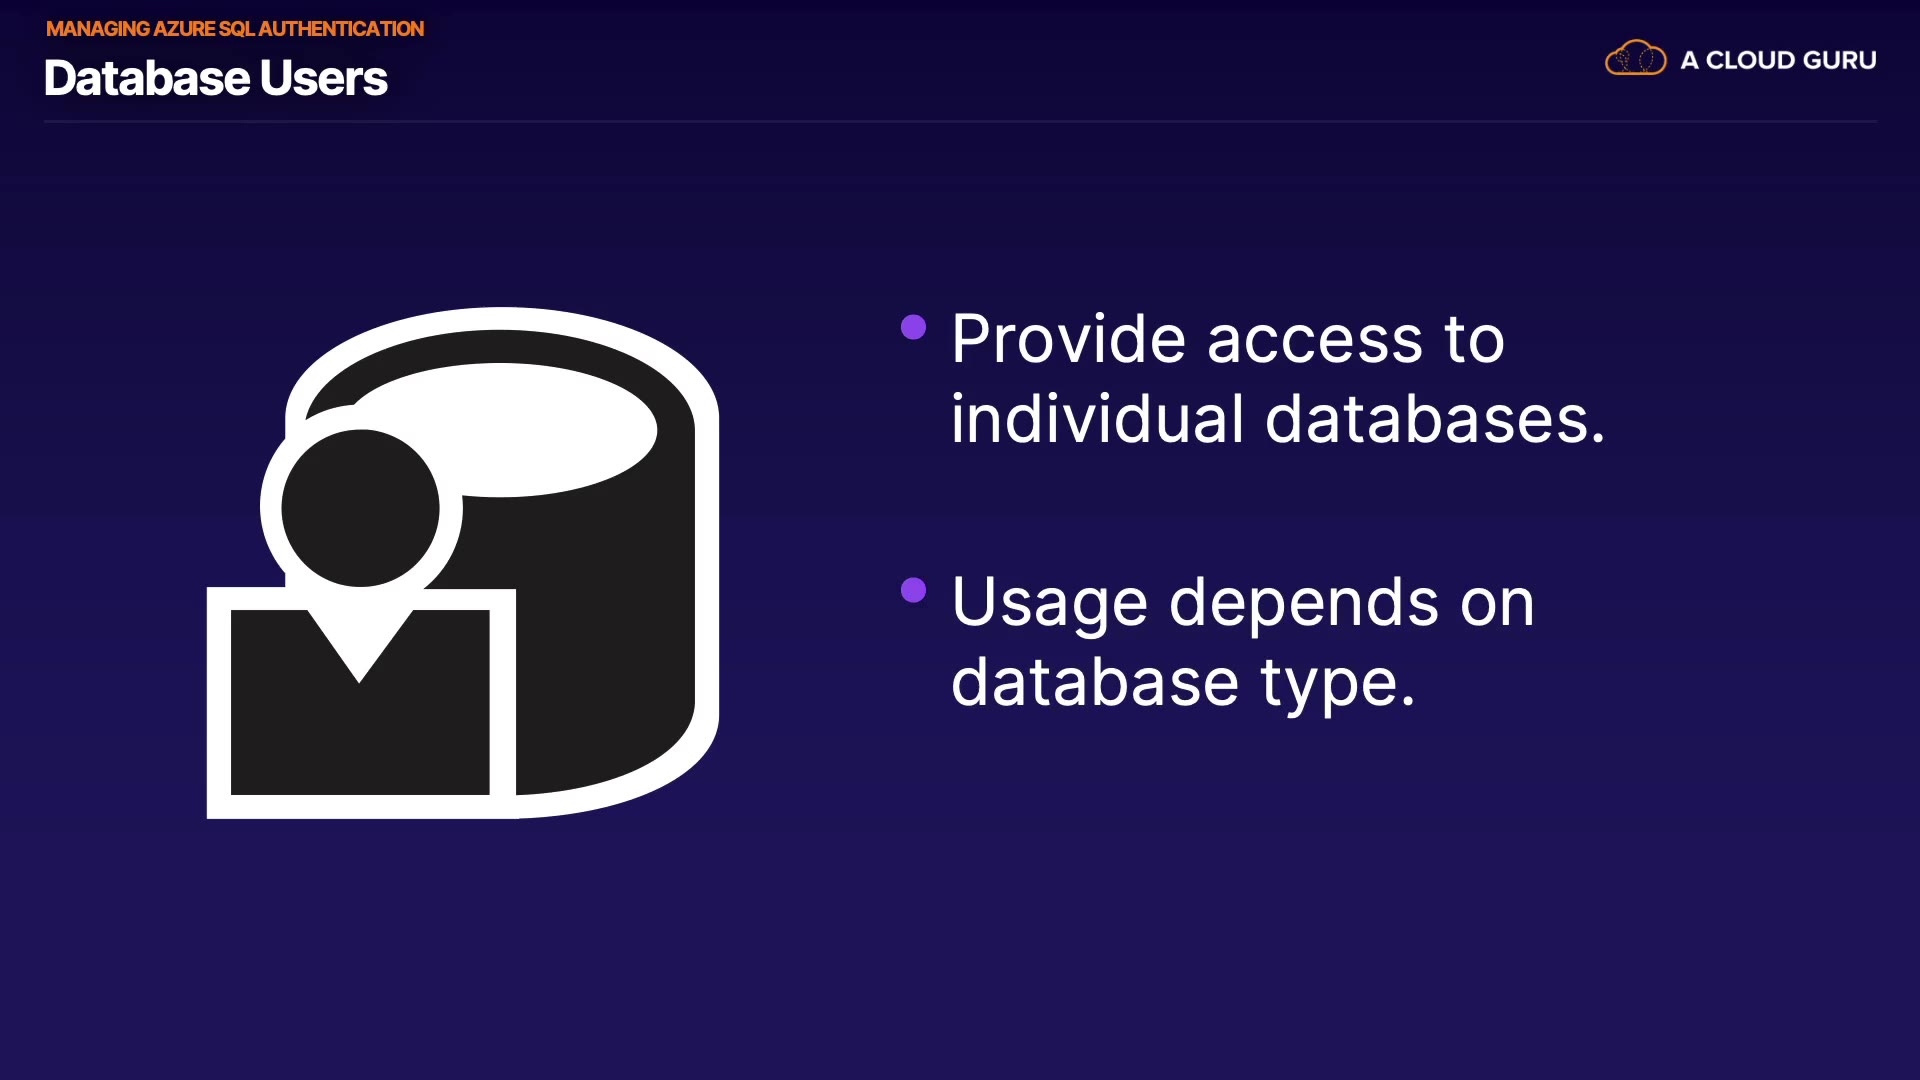 MANAGING AZURE SQL AUTHENTICATION
Database Users
A CLOUD GURU
Provide access to
individual databases.
Usage depends on
database type.